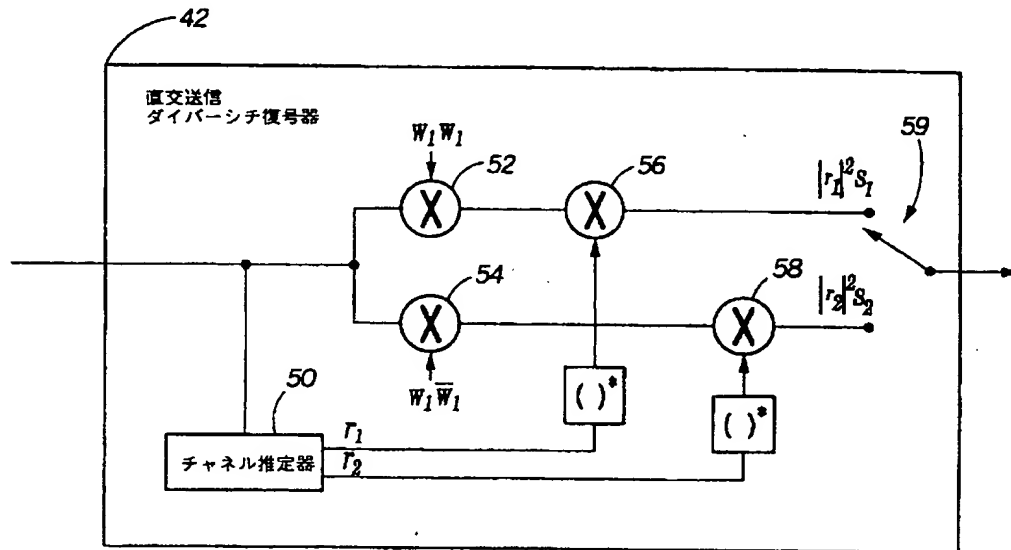 42
直交送信
ダイバーシチ復号器
W₁W₁
52
56
|r₁|²S₁
59
X
X
54
58
|r₂|²S₂
X
X
W₁W̅₁
50
( )*
( )*
チャネル推定器
r₁
r₂